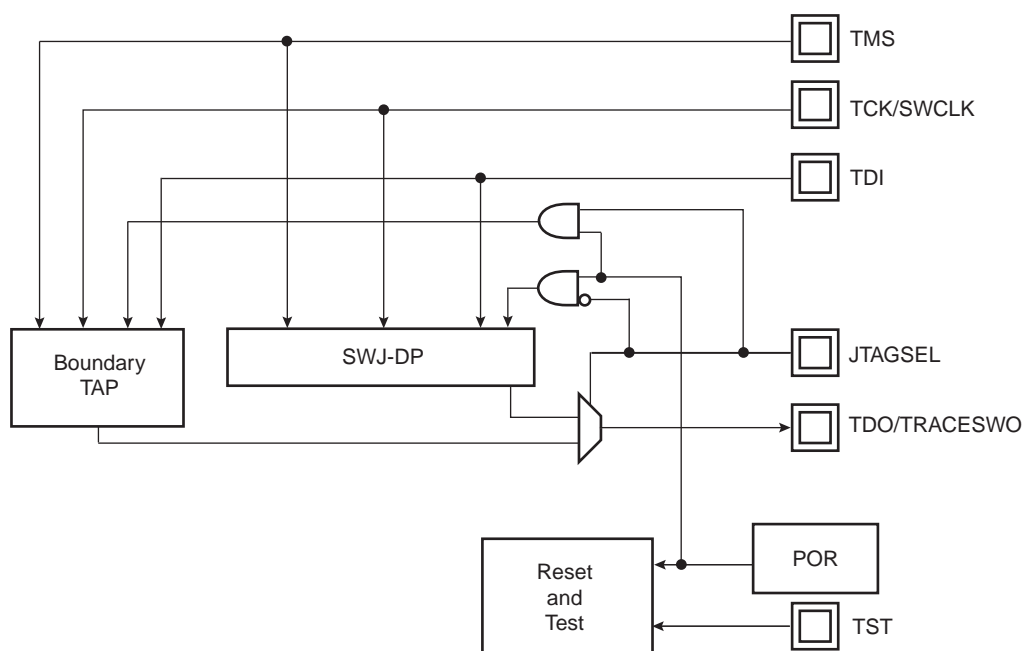 TMS
TCK/SWCLK
TDI
Boundary
TAP
SWJ-DP
JTAGSEL
TDO/TRACESWO
POR
Reset
and
Test
TST